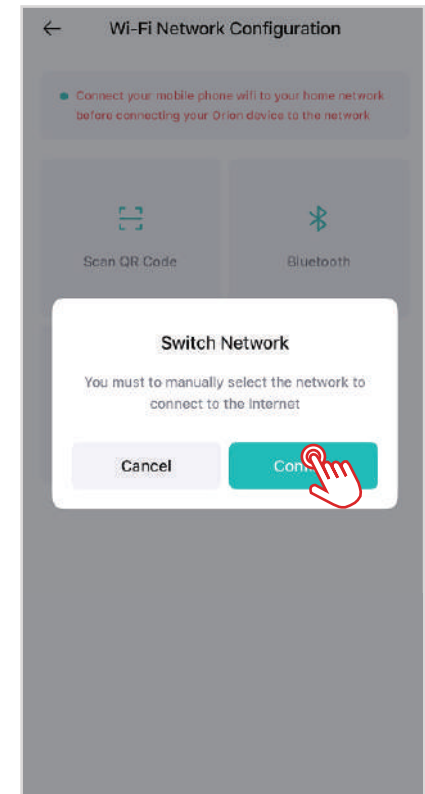 Wi-Fi Network Configuration
Connect your mobile phone wifi to your home network
before connecting your Orion device to the network
Scan QR Code
Bluetooth
Switch Network
You must to manually select the network to
connect to the Internet
Cancel